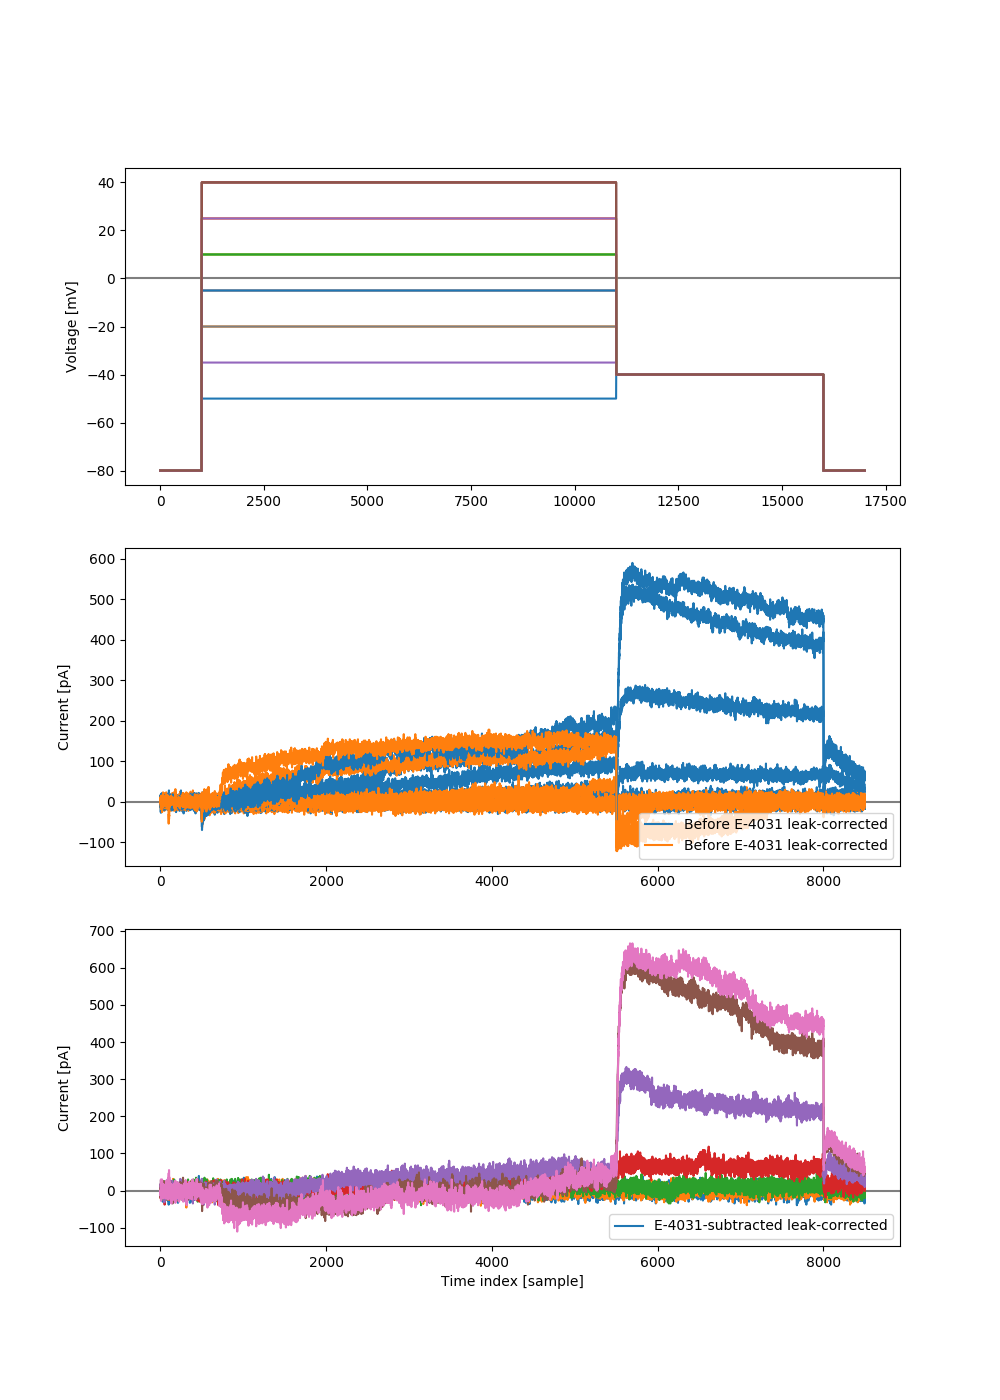 40
20
0
−20
−40
−60
−80
Voltage [mV]
0 2500 5000 7500 10000 12500 15000 17500
600
500
400
300
200
100
0
−100
Current [pA]
Before E-4031 leak-corrected
Before E-4031 leak-corrected
0 2000 4000 6000 8000
700
600
500
400
300
200
100
0
−100
Current [pA]
E-4031-subtracted leak-corrected
0 2000 4000 6000 8000
Time index [sample]